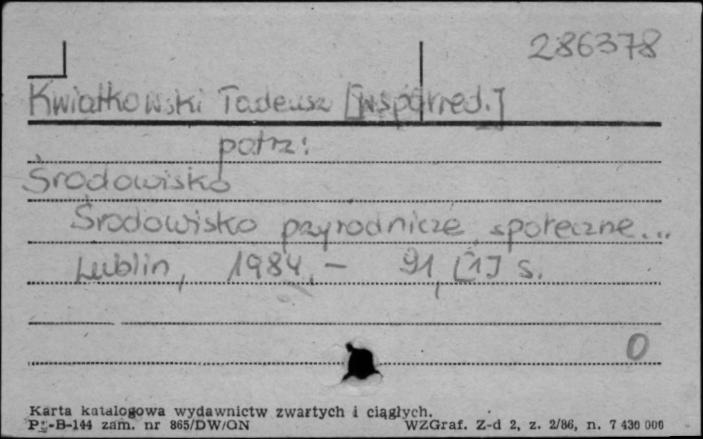 286378
Kwiatkowski Tadeusz [współred.]
patrz:
Środowisko
Środowisko przyrodnicze, społeczne...
Lublin, 1984. - 91, [1] s.
0
Karta katalogowa wydawnictw zwartych i ciągłych.
Pu-B-144 zam. nr 865/DW/ON WZGraf. Z-d 2, z. 2/86, n. 7 430 000